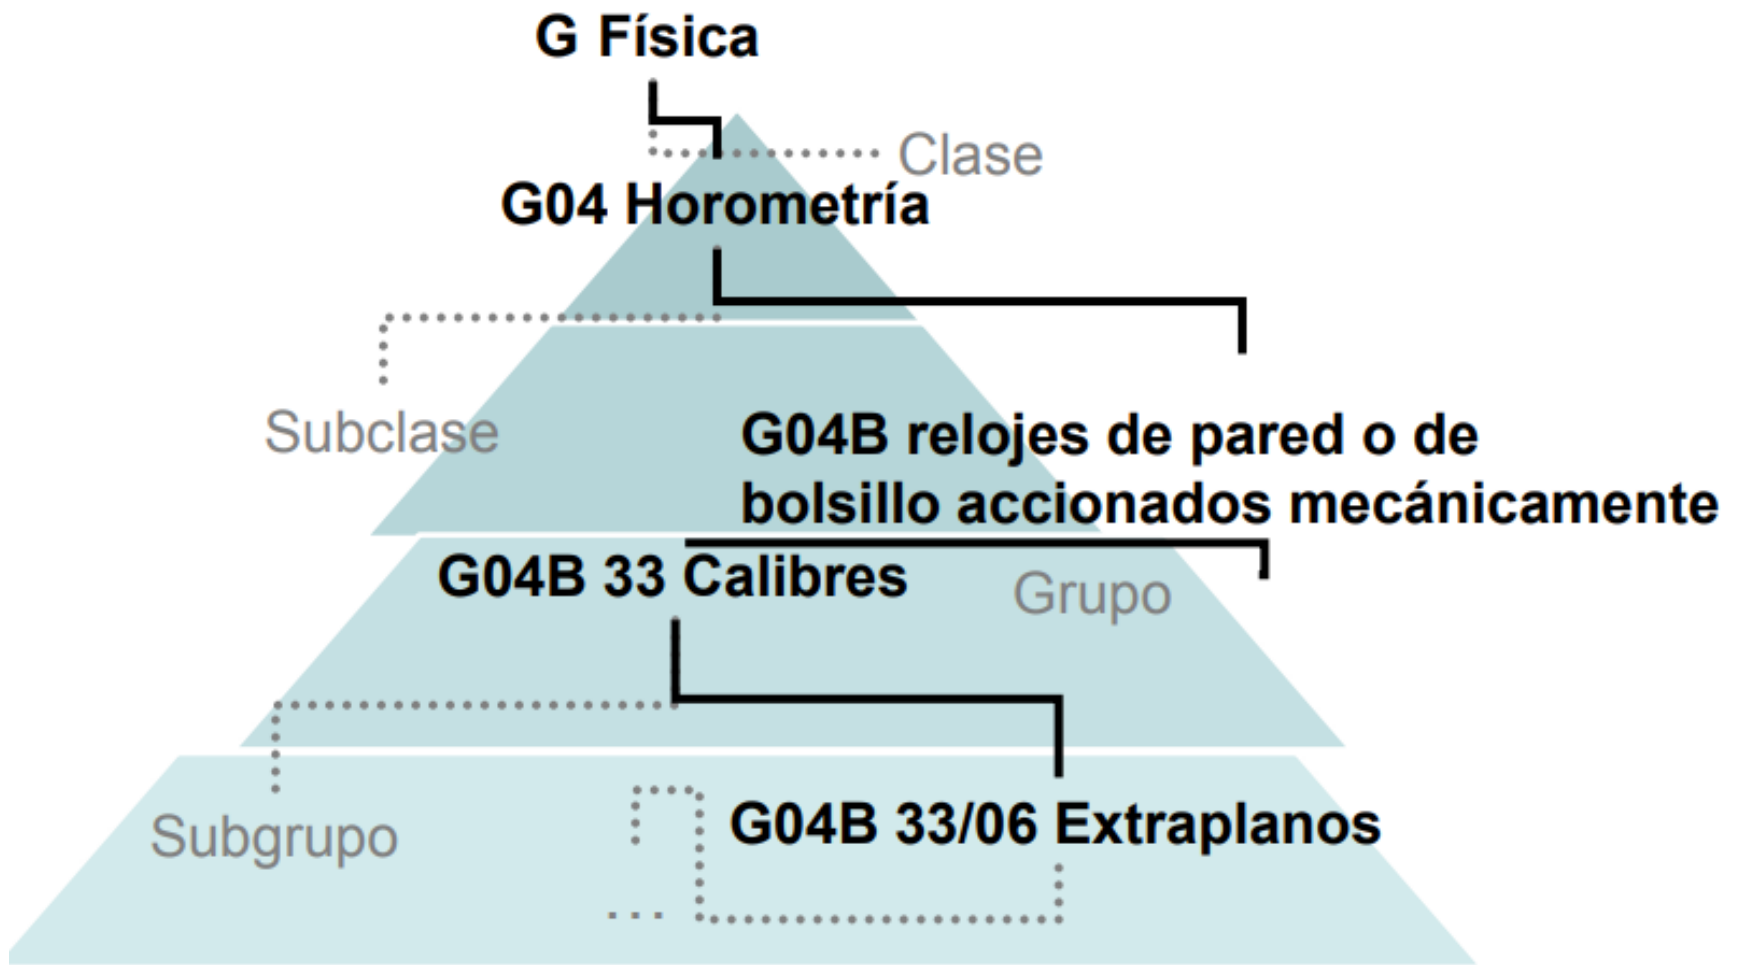 G Física
Clase
G04 Horometría
Subclase
G04B relojes de pared o de
bolsillo accionados mecánicamente
G04B 33 Calibres
Grupo
G04B 33/06 Extraplanos
Subgrupo
...